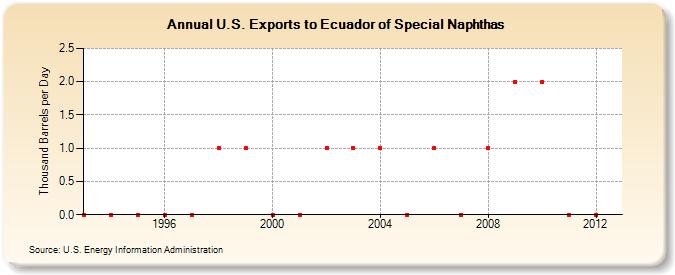 Annual U.S. Exports to Ecuador of Special Naphthas
Thousand Barrels per Day
2.5
2.0
1.5
1.0
0.5
0.0
1996 2000 2004 2008 2012
Source: U.S. Energy Information Administration